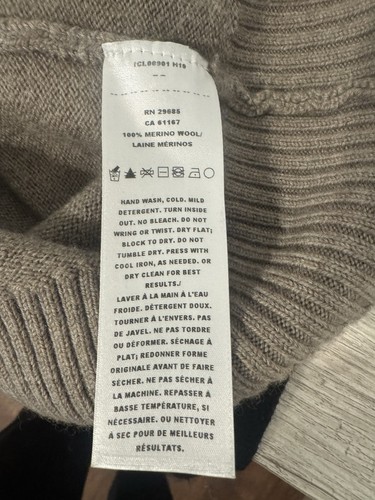 RN 29685
CA 61167
100% MERINO WOOL/
LAINE MÉRINOS
HAND WASH, COLD. MILD
DETERGENT. TURN INSIDE
OUT. NO BLEACH. DO NOT
WRING OR TWIST. DRY FLAT;
BLOCK TO DRY. DO NOT
TUMBLE DRY. PRESS WITH
COOL IRON, AS NEEDED. OR
DRY CLEAN FOR BEST
RESULTS./
LAVER À LA MAIN À L'EAU
FROIDE. DÉTERGENT DOUX.
TOURNER À L'ENVERS. PAS
DE JAVEL. NE PAS TORDRE
OU DÉFORMER. SÉCHAGE À
PLAT; REDONNER FORME
ORIGINALE AVANT DE FAIRE
SÉCHER. NE PAS SÉCHER À
LA MACHINE. REPASSER À
BASSE TEMPÉRATURE, SI
NÉCESSAIRE. OU NETTOYER
À SEC POUR DE MEILLEURS
RÉSULTATS.